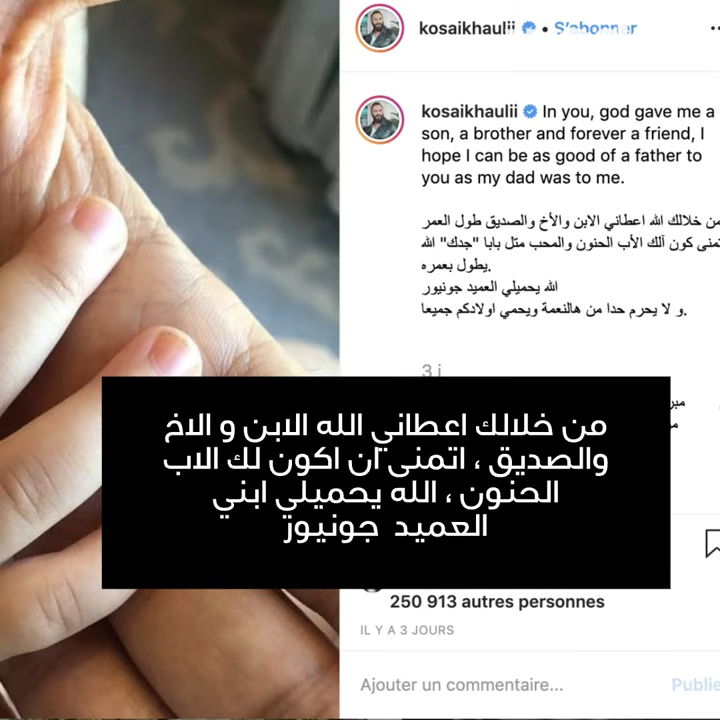 kosaikhaulii • S'abonner
kosaikhaulii In you, god gave me a
son, a brother and forever a friend, I
hope I can be as good of a father to
you as my dad was to me.
من خلالك الله اعطاني الابن والأخ والصديق طول العمر
تمنى كون آلك الأب الحنون والمحب متل بابا "جدك" الله
يطول بعمره.
الله يحميلي العميد جونيور
و لا يحرم حدا من هالنعمة ويحمي اولادكم جميعا.
3 j
من خلالك اعطاني الله الابن و الاخ
والصديق ، اتمنى ان اكون لك الاب
الحنون ، الله يحميلي ابني
العميد جونيور
250 913 autres personnes
IL Y A 3 JOURS
Ajouter un commentaire...
Publie